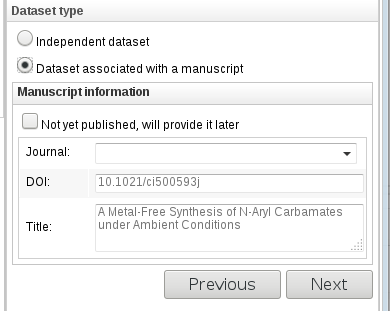 Dataset type
Independent dataset
Dataset associated with a manuscript
Manuscript information
Not yet published, will provide it later
Journal:
DOI: 10.1021/ci500593j
Title: A Metal-Free Synthesis of N-Aryl Carbamates
under Ambient Conditions
Previous Next